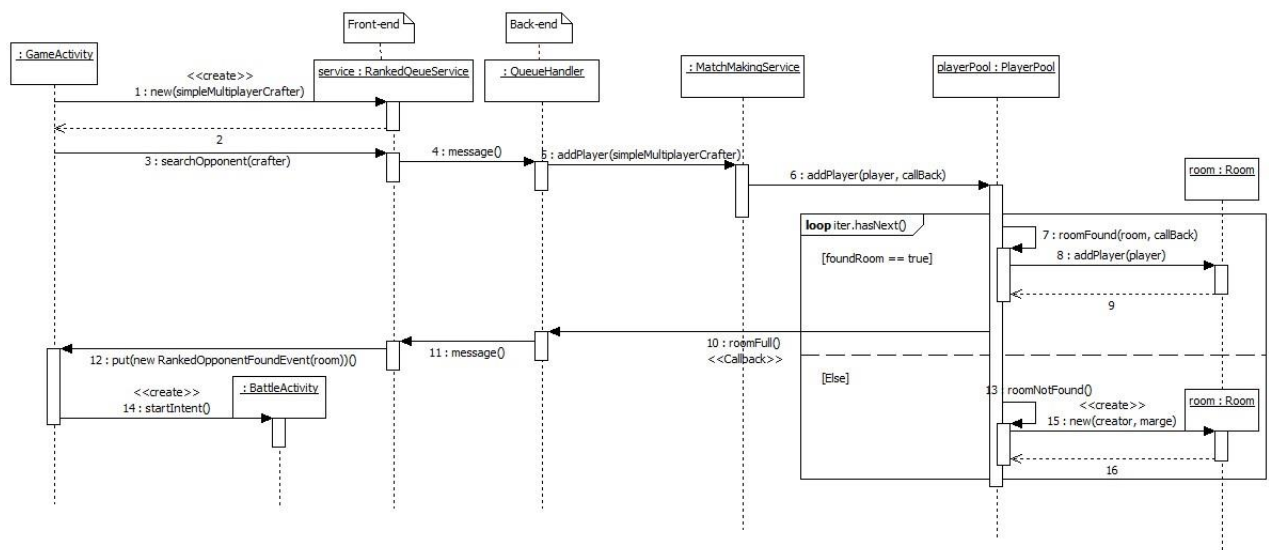 Front-end
Back-end
: GameActivity
service : RankedQeueService
: QueueHandler
: MatchMakingService
playerPool : PlayerPool
<<create>>
1 : new(simpleMultiplayerCrafter)
2
3 : searchOpponent(crafter)
4 : message()
5 : addPlayer(simpleMultiplayerCrafter)
6 : addPlayer(player, callBack)
room : Room
loop iter.hasNext()
7 : roomFound(room, callBack)
[foundRoom == true]
8 : addPlayer(player)
9
10 : roomFull()
<<Callback>>
11 : message()
12 : put(new RankedOpponentFoundEvent(room))()
[Else]
13 : roomNotFound()
<<create>>
14 : startIntent()
: BattleActivity
<<create>>
15 : new(creator, marge)
room : Room
16